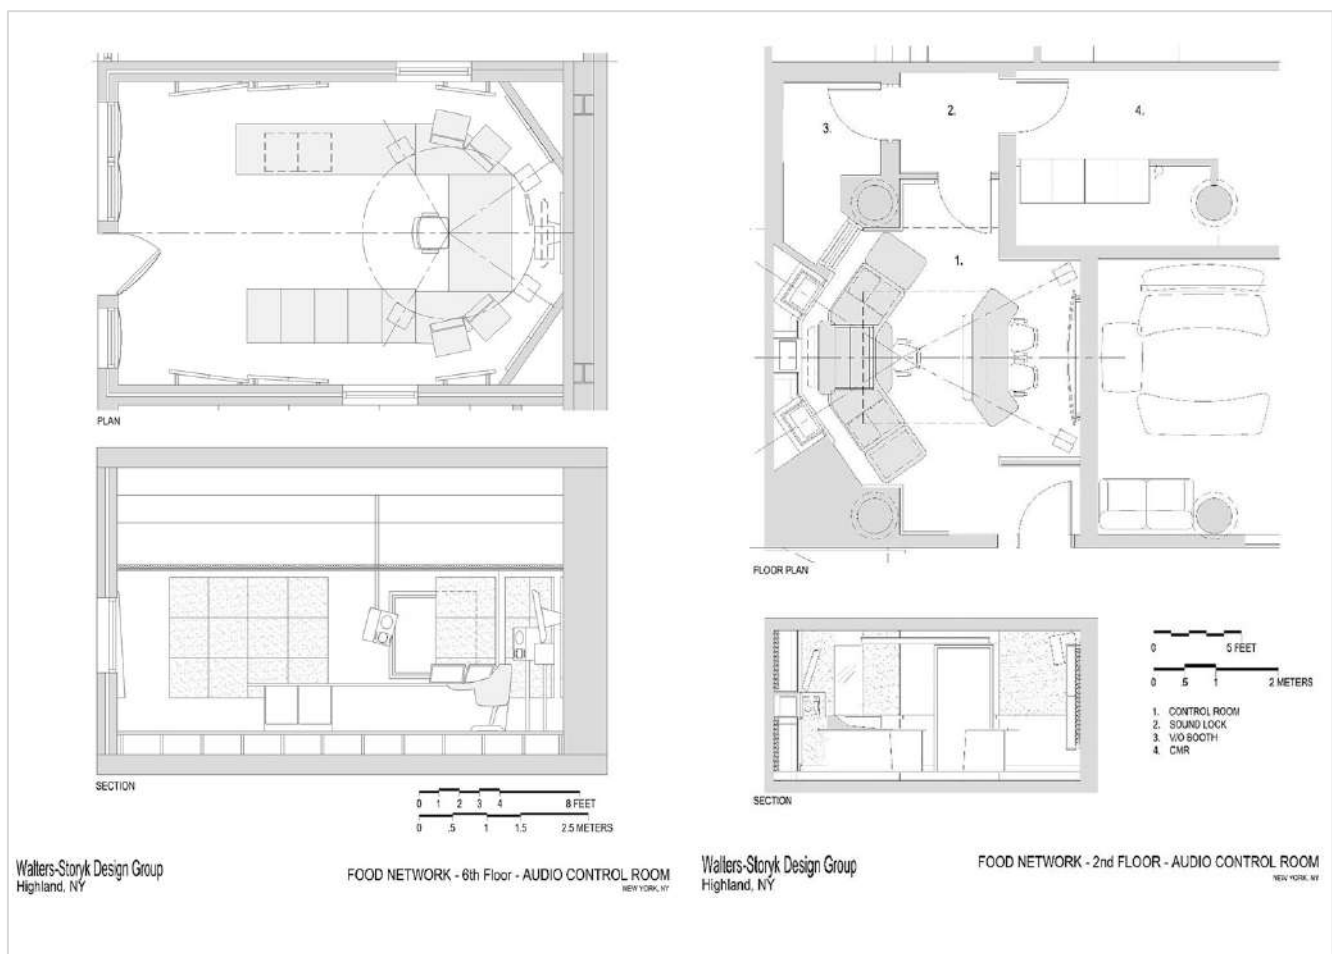 PLAN
SECTION
0 1 2 3 4 8 FEET
0 .5 1 1.5 2.5 METERS
Walters-Storyk Design Group
Highland, NY
FOOD NETWORK - 6th Floor - AUDIO CONTROL ROOM
NEW YORK, NY
3.
2.
4.
1.
FLOOR PLAN
SECTION
0 5 FEET
0 .5 1 2 METERS
1. CONTROL ROOM
2. SOUND LOCK
3. V/O BOOTH
4. CMR
Walters-Storyk Design Group
Highland, NY
FOOD NETWORK - 2nd FLOOR - AUDIO CONTROL ROOM
NEW YORK, NY